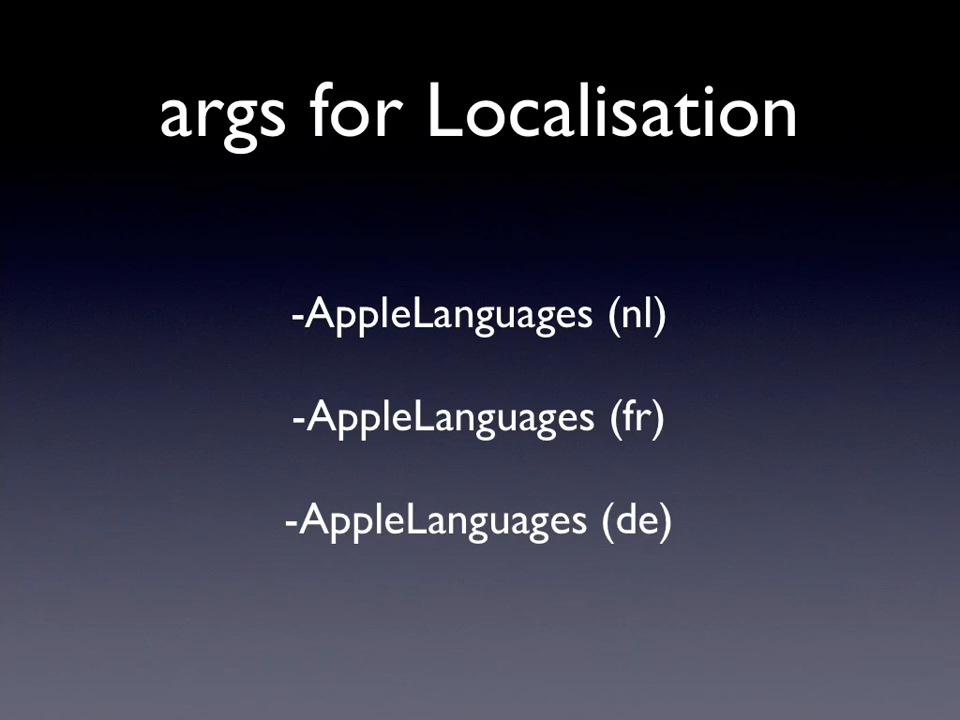 args for Localisation
-AppleLanguages (nl)
-AppleLanguages (fr)
-AppleLanguages (de)